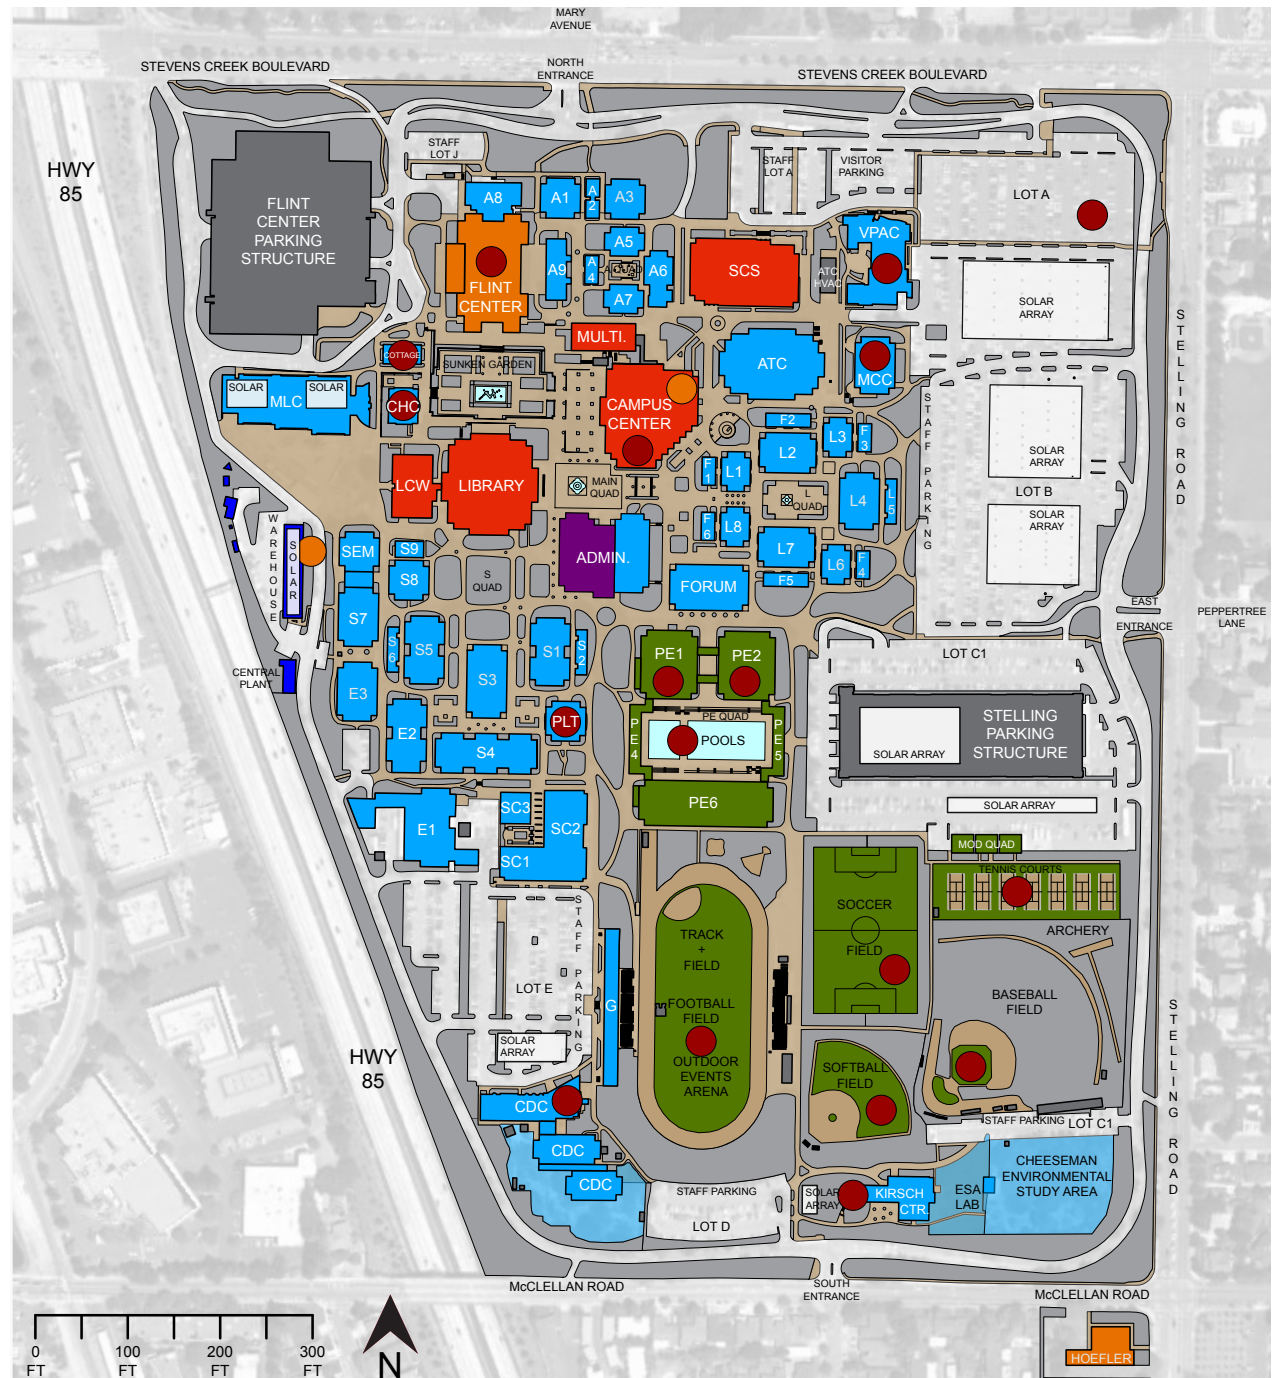 MARY
AVENUE
STEVENS CREEK BOULEVARD
NORTH
ENTRANCE
STEVENS CREEK BOULEVARD
HWY
85
STAFF
LOT J
STAFF
LOT A
VISITOR
PARKING
LOT A
FLINT
CENTER
PARKING
STRUCTURE
A8
A1
A2
A3
VPAC
A5
A9
A4
A6
A7
FLINT
CENTER
SCS
ATC
HVAC
SOLAR
ARRAY
STELLING ROAD
MULTI.
COTTAGE
SUNKEN GARDEN
ATC
MCC
SOLAR
SOLAR
MLC
CHC
CAMPUS
CENTER
STAFF PARKING
F2
L3
F3
L2
SOLAR
ARRAY
F1
L1
LCW
LIBRARY
MAIN
QUAD
L
QUAD
L4
L5
LOT B
SOLAR
ARRAY
WAREHOUSE
SOLAR
F6
L8
SEM
S9
S8
S
QUAD
ADMIN.
L7
L6
F4
F5
FORUM
S7
EAST
ENTRANCE
PEPPERTREE
LANE
S6
S5
S1
S2
PE1
PE2
LOT C1
CENTRAL
PLANT
E3
S3
PLT
PE4
PE QUAD
POOLS
PE5
STELLING
PARKING
STRUCTURE
SOLAR ARRAY
E2
S4
PE6
SOLAR ARRAY
E1
SC3
SC2
SC1
MOD QUAD
TENNIS COURTS
SOCCER
FIELD
ARCHERY
STAFF PARKING
TRACK
+
FIELD
LOT E
G
FOOTBALL
FIELD
BASEBALL
FIELD
STELLING ROAD
HWY
85
SOLAR
ARRAY
OUTDOOR
EVENTS
ARENA
SOFTBALL
FIELD
CDC
STAFF PARKING
LOT C1
CDC
CDC
CHEESEMAN
ENVIRONMENTAL
STUDY AREA
STAFF PARKING
LOT D
SOLAR
ARRAY
KIRSCH
CTR.
ESA
LAB
McCLELLAN ROAD
SOUTH
ENTRANCE
McCLELLAN ROAD
0
FT
100
FT
200
FT
300
FT
N
HOEFLER